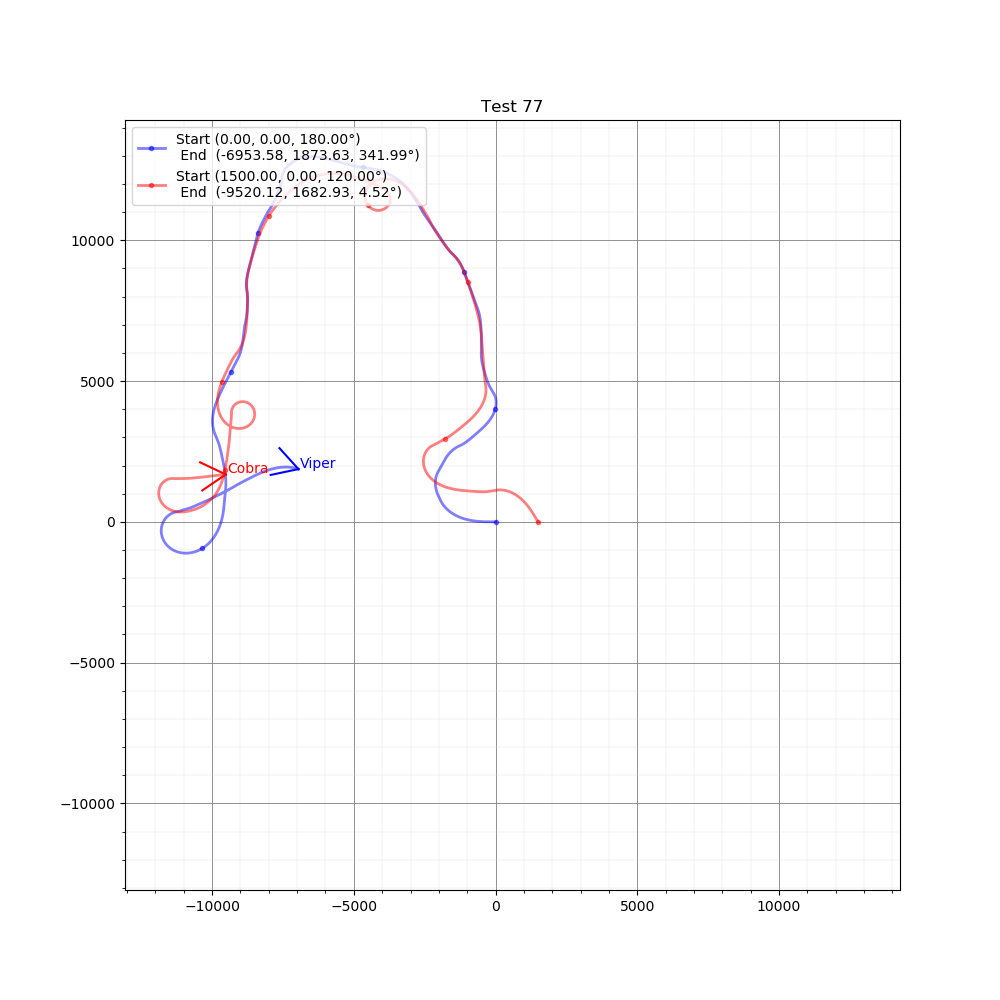 Test 77
Start (0.00, 0.00, 180.00°)
End  (-6953.58, 1873.63, 341.99°)
Start (1500.00, 0.00, 120.00°)
End  (-9520.12, 1682.93, 4.52°)
10000
5000
0
−5000
−10000
Viper
Cobra
−10000
−5000
0
5000
10000